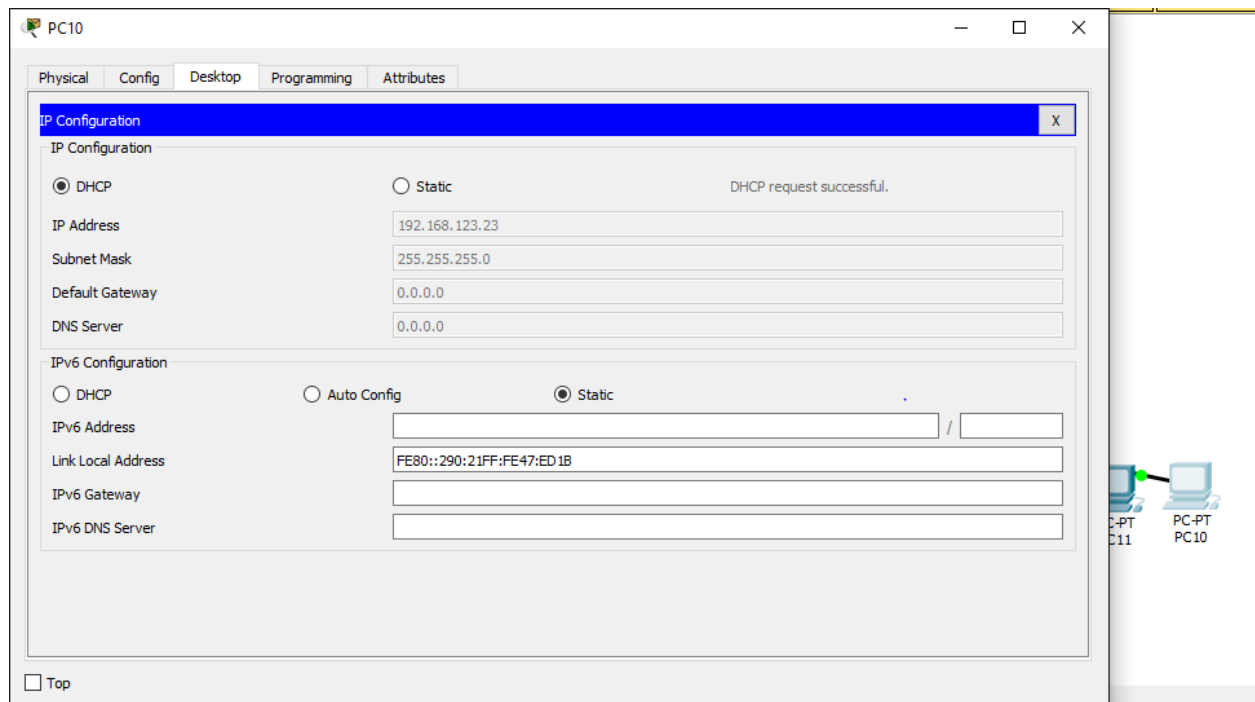 PC10
Physical Config Desktop Programming Attributes
IP Configuration X
IP Configuration
DHCP Static DHCP request successful.
IP Address 192.168.123.23
Subnet Mask 255.255.255.0
Default Gateway 0.0.0.0
DNS Server 0.0.0.0
IPv6 Configuration
DHCP Auto Config Static
IPv6 Address /
Link Local Address FE80::290:21FF:FE47:ED1B
IPv6 Gateway
IPv6 DNS Server
Top
C-PT PC-PT
C11 PC10